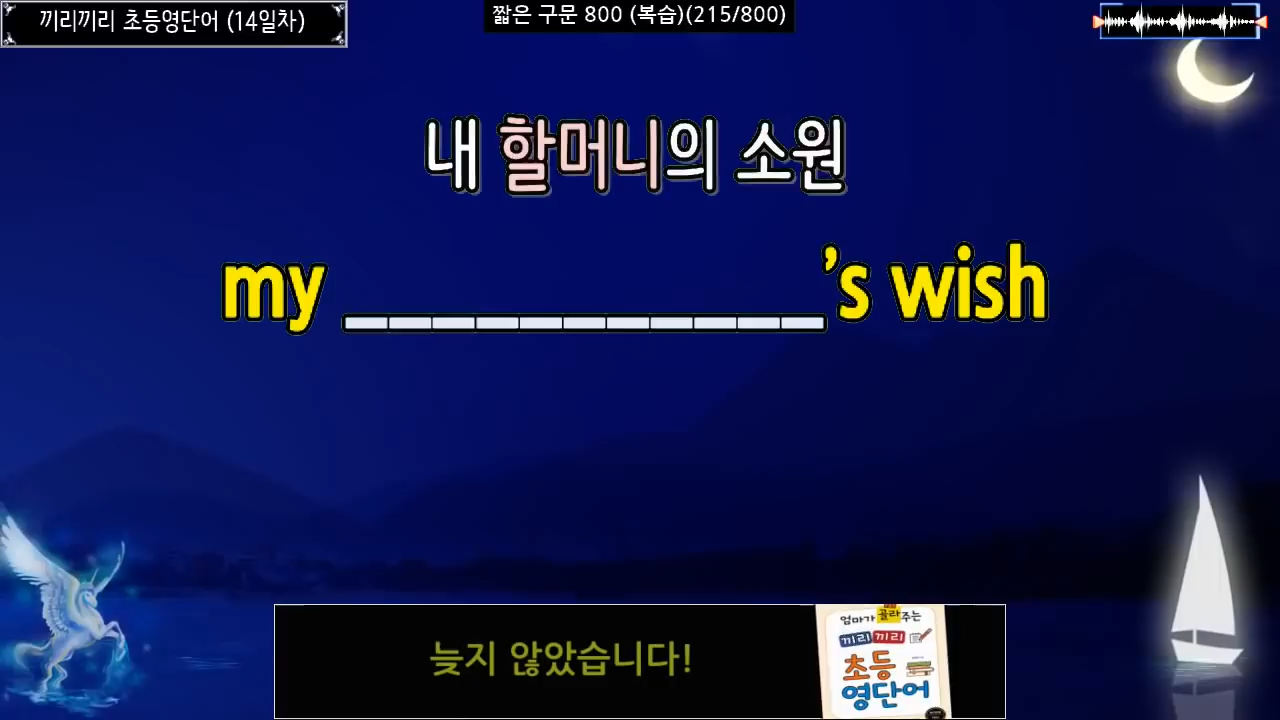 끼리끼리 초등영단어 (14일차)
짧은 구문 800 (복습)(215/800)
내 할머니의 소원
my ___________'s wish
늦지 않았습니다!
엄마가 골라주는
끼리끼리
초등
영단어